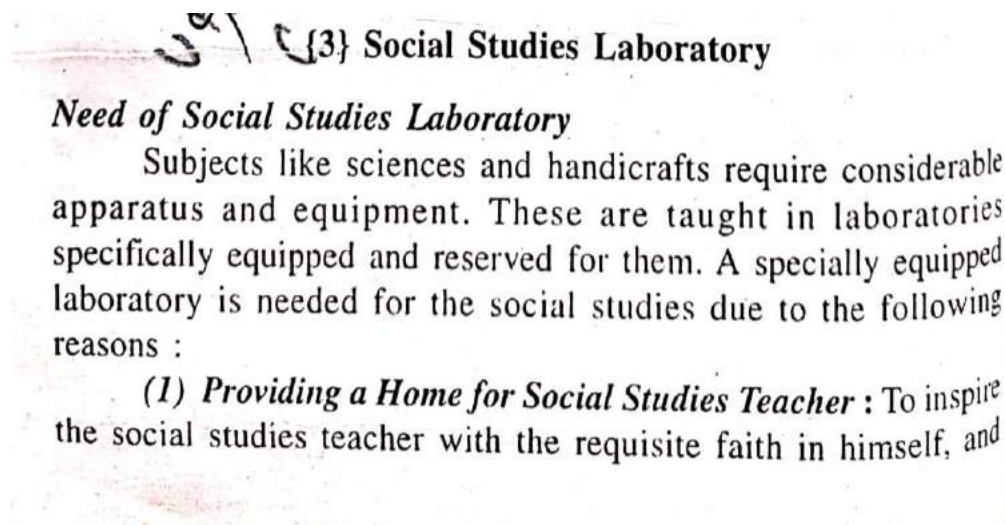 {3} Social Studies Laboratory
Need of Social Studies Laboratory
Subjects like sciences and handicrafts require considerable
apparatus and equipment. These are taught in laboratories
specifically equipped and reserved for them. A specially equipped
laboratory is needed for the social studies due to the following
reasons :
(1) Providing a Home for Social Studies Teacher : To inspire
the social studies teacher with the requisite faith in himself, and